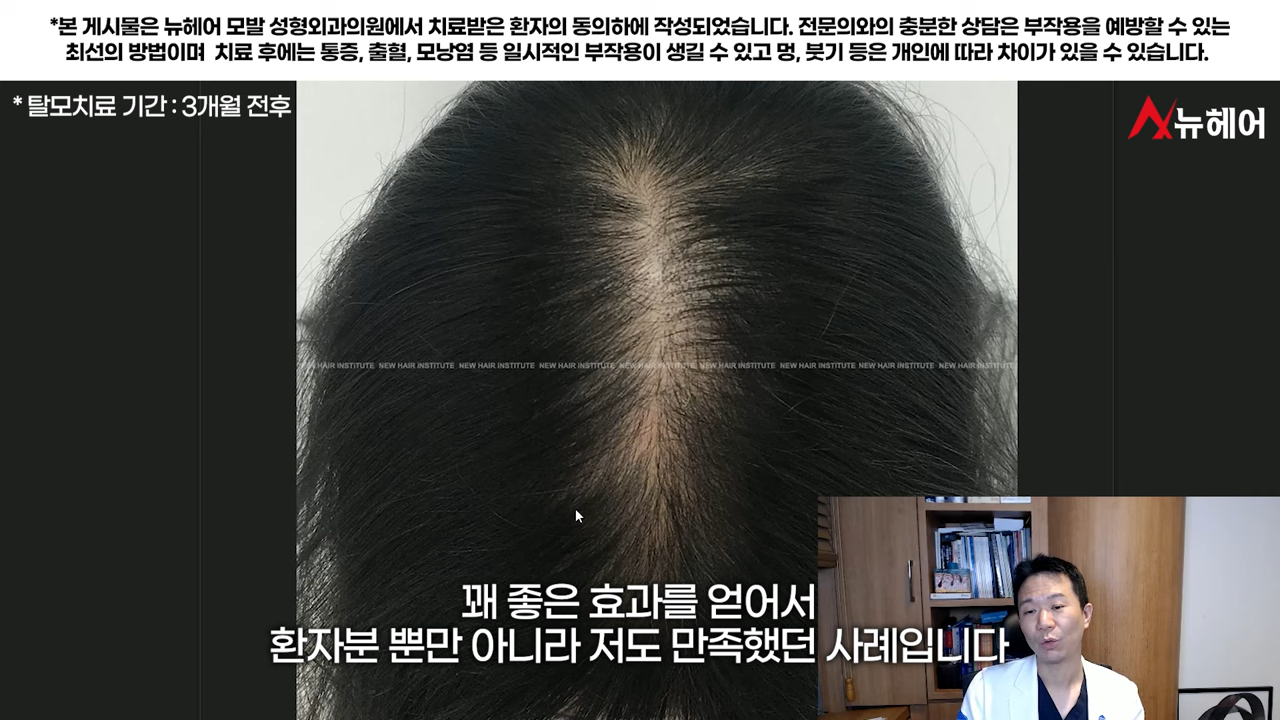 *본 게시물은 뉴헤어 모발 성형외과의원에서 치료받은 환자의 동의하에 작성되었습니다. 전문의와의 충분한 상담은 부작용을 예방할 수 있는
최선의 방법이며 치료 후에는 통증, 출혈, 모낭염 등 일시적인 부작용이 생길 수 있고 멍, 붓기 등은 개인에 따라 차이가 있을 수 있습니다.
* 탈모치료 기간 : 3개월 전후
뉴헤어
HAIR INSTITUTE NEW HAIR INSTITUTE NEW HAIR INSTITUTE NEW HAIR INSTITUTE NEW HAIR INSTITUTE NEW HAIR INSTITUTE NEW HAIR INSTITUTE NEW HAIR INSTITUTE NEW HAIR INSTITUTE
꽤 좋은 효과를 얻어서
환자분 뿐만 아니라 저도 만족했던 사례입니다